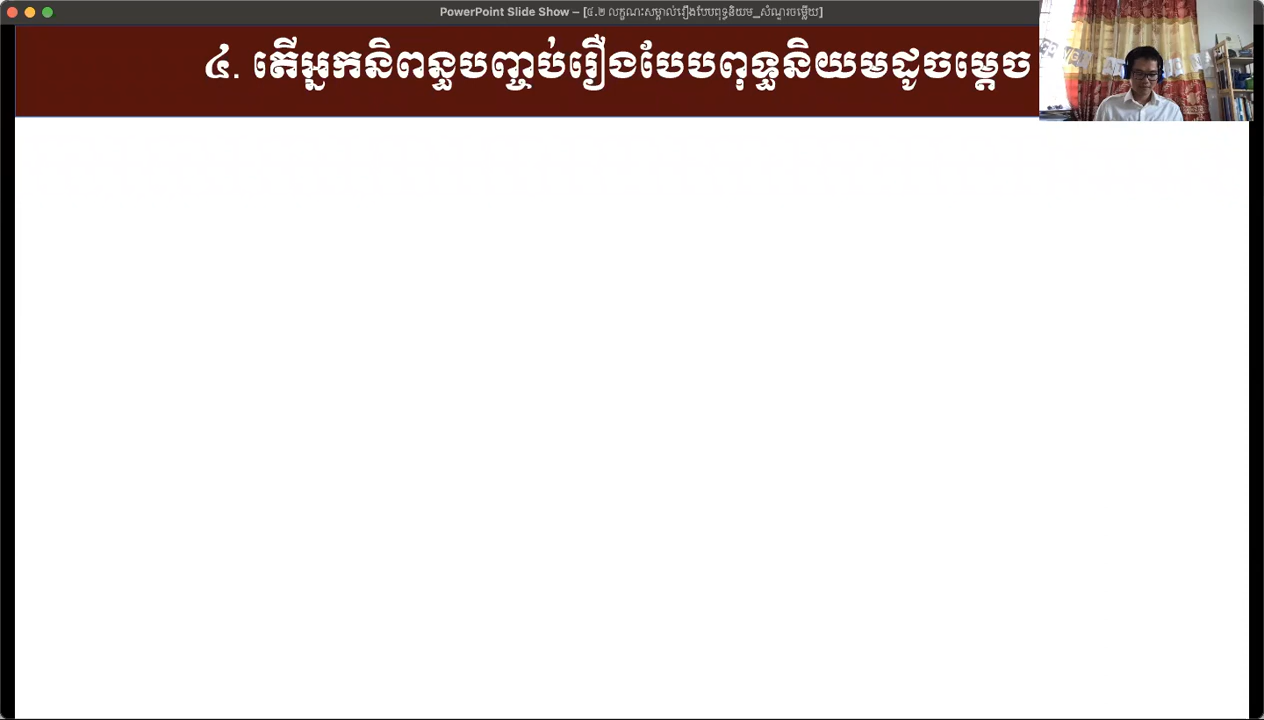 PowerPoint Slide Show – [៤.២ លក្ខណៈសម្គាល់រឿងបែបពុទ្ធនិយម_សំណួរចម្លើយ]
៤. តើអ្នកនិពន្ធបញ្ចប់រឿងបែបពុទ្ធនិយមដូចម្ដេច